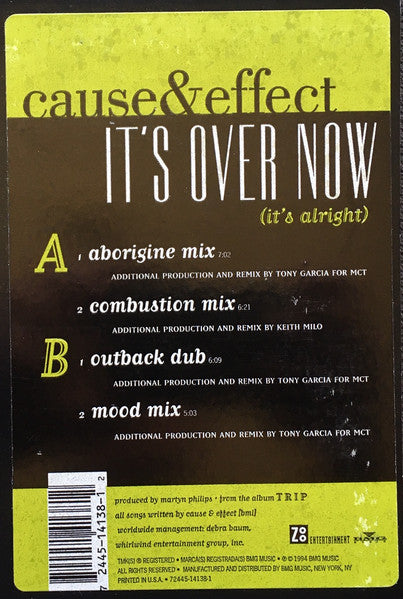 cause&effect
IT'S OVER NOW
(it's alright)
A 1 aborigine mix 7:02
ADDITIONAL PRODUCTION AND REMIX BY TONY GARCIA FOR MCT
2 combustion mix 6:21
ADDITIONAL PRODUCTION AND REMIX BY KEITH MILO
B 1 outback dub 6:09
ADDITIONAL PRODUCTION AND REMIX BY TONY GARCIA FOR MCT
2 mood mix 5:03
ADDITIONAL PRODUCTION AND REMIX BY TONY GARCIA FOR MCT
7 2445-14138-1 2
produced by martyn philips · from the album TRIP
all songs written by cause & effect [bmi]
worldwide management: debra baum,
whirlwind entertainment group, inc.
ZOO ENTERTAINMENT BMG
TMK(S) ® REGISTERED • MARCA(S) REGISTRADA(S) BMG MUSIC • ℗ © 1994 BMG MUSIC
ALL RIGHTS RESERVED • MANUFACTURED AND DISTRIBUTED BY BMG MUSIC, NEW YORK, NY
PRINTED IN U.S.A. • 72445-14138-1